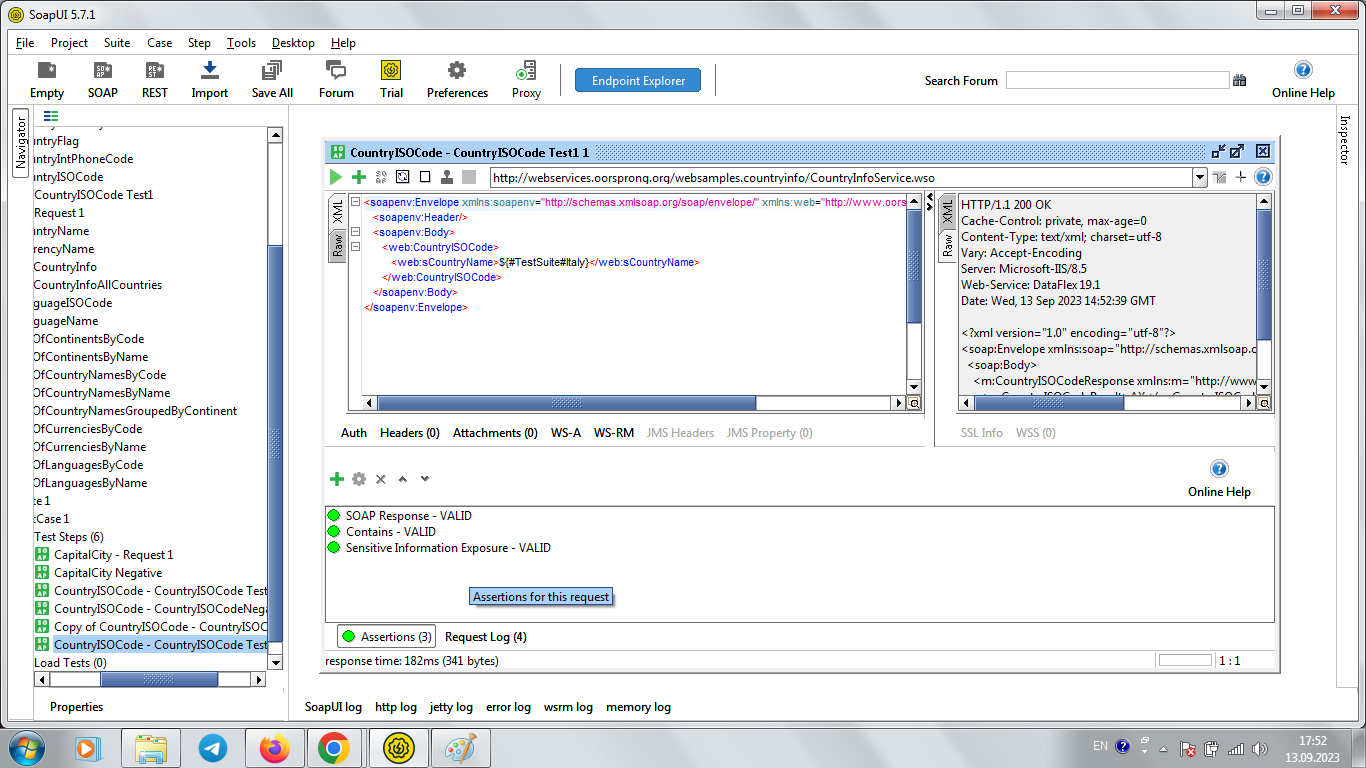 SoapUI 5.7.1
File Project Suite Case Step Tools Desktop Help
Empty SOAP REST Import Save All Forum Trial Preferences Proxy
Endpoint Explorer
Search Forum
Online Help
Navigator
ntryFlag
ntryIntPhoneCode
ntryISOCode
CountryISOCode Test1
Request 1
ntryName
rencyName
CountryInfo
CountryInfoAllCountries
guageISOCode
guageName
OfContinentsByCode
OfContinentsByName
OfCountryNamesByCode
OfCountryNamesByName
OfCountryNamesGroupedByContinent
OfCurrenciesByCode
OfCurrenciesByName
OfLanguagesByCode
OfLanguagesByName
te 1
tCase 1
Test Steps (6)
CapitalCity - Request 1
CapitalCity Negative
CountryISOCode - CountryISOCode Test
CountryISOCode - CountryISOCodeNega
Copy of CountryISOCode - CountryISOC
CountryISOCode - CountryISOCode Test
Load Tests (0)
Properties
CountryISOCode - CountryISOCode Test1 1
http://webservices.oorsprong.org/websamples.countryinfo/CountryInfoService.wso
XML
Raw
<soapenv:Envelope xmlns:soapenv="http://schemas.xmlsoap.org/soap/envelope/" xmlns:web="http://www.oors
<soapenv:Header/>
<soapenv:Body>
<web:CountryISOCode>
<web:sCountryName>${#TestSuite#Italy}</web:sCountryName>
</web:CountryISOCode>
</soapenv:Body>
</soapenv:Envelope>
XML
Raw
HTTP/1.1 200 OK
Cache-Control: private, max-age=0
Content-Type: text/xml; charset=utf-8
Vary: Accept-Encoding
Server: Microsoft-IIS/8.5
Web-Service: DataFlex 19.1
Date: Wed, 13 Sep 2023 14:52:39 GMT
<?xml version="1.0" encoding="utf-8"?>
<soap:Envelope xmlns:soap="http://schemas.xmlsoap.o
<soap:Body>
<m:CountryISOCodeResponse xmlns:m="http://www
Auth Headers (0) Attachments (0) WS-A WS-RM JMS Headers JMS Property (0)
SSL Info WSS (0)
Online Help
SOAP Response - VALID
Contains - VALID
Sensitive Information Exposure - VALID
Assertions for this request
Assertions (3) Request Log (4)
response time: 182ms (341 bytes)
1 : 1
SoapUI log http log jetty log error log wsrm log memory log
Inspector
EN
17:52
13.09.2023